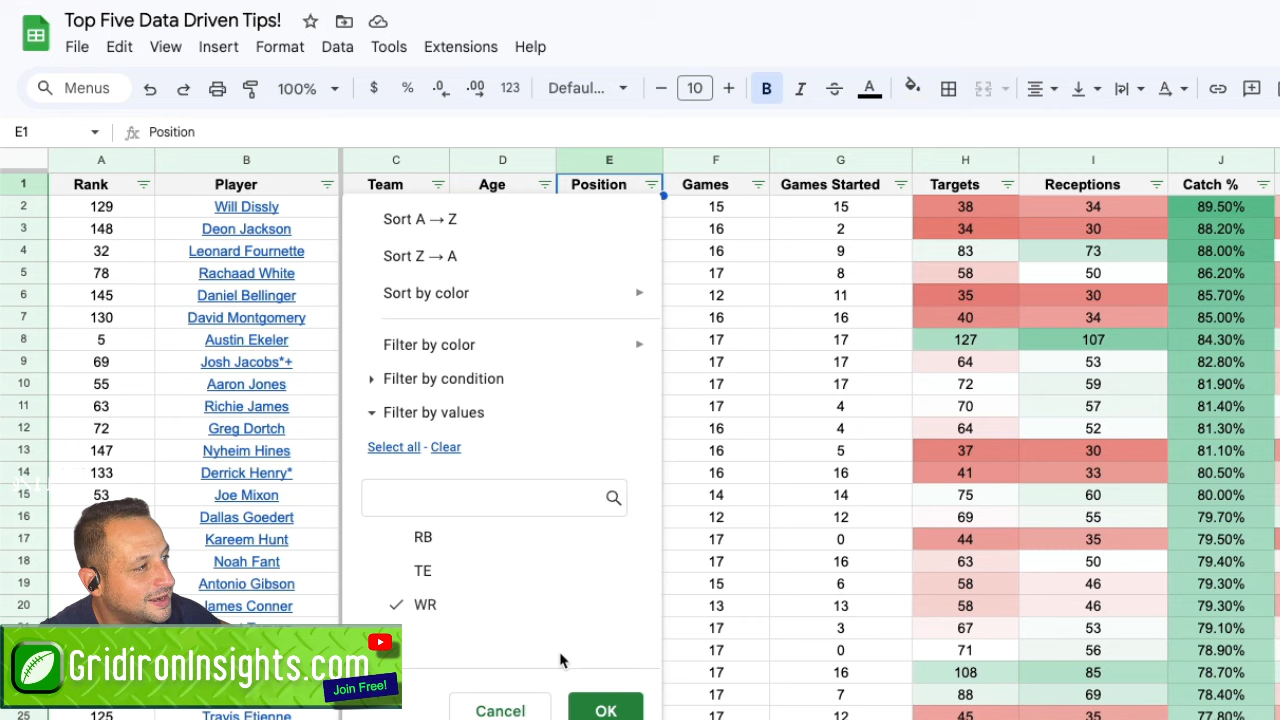 Top Five Data Driven Tips!
File Edit View Insert Format Data Tools Extensions Help
Menus 100% $ % .0 .00 123 Defaul... 10 B I A
E1 Position
A B C D E F G H I J
1 Rank Player Team Age Position Games Games Started Targets Receptions Catch %
2 129 Will Dissly 15 15 38 34 89.50%
3 148 Deon Jackson 16 2 34 30 88.20%
4 32 Leonard Fournette 16 9 83 73 88.00%
5 78 Rachaad White 17 8 58 50 86.20%
6 145 Daniel Bellinger 12 11 35 30 85.70%
7 130 David Montgomery 16 16 40 34 85.00%
8 5 Austin Ekeler 17 17 127 107 84.30%
9 69 Josh Jacobs*+ 17 17 64 53 82.80%
10 55 Aaron Jones 17 17 72 59 81.90%
11 63 Richie James 17 4 70 57 81.40%
12 72 Greg Dortch 16 4 64 52 81.30%
13 147 Nyheim Hines 16 5 37 30 81.10%
14 133 Derrick Henry* 16 16 41 33 80.50%
15 53 Joe Mixon 14 14 75 60 80.00%
16 Dallas Goedert 12 12 69 55 79.70%
17 Kareem Hunt 17 0 44 35 79.50%
18 Noah Fant 17 16 63 50 79.40%
19 Antonio Gibson 15 6 58 46 79.30%
20 James Conner 13 13 58 46 79.30%
17 3 67 53 79.10%
17 0 71 56 78.90%
17 16 108 85 78.70%
17 7 88 69 78.40%
25 125 Travis Etienne 17 12 45 35 77.80%
Sort A → Z
Sort Z → A
Sort by color
Filter by color
Filter by condition
Filter by values
Select all - Clear
RB
TE
WR
Cancel OK
GridironInsights.com
Join Free!